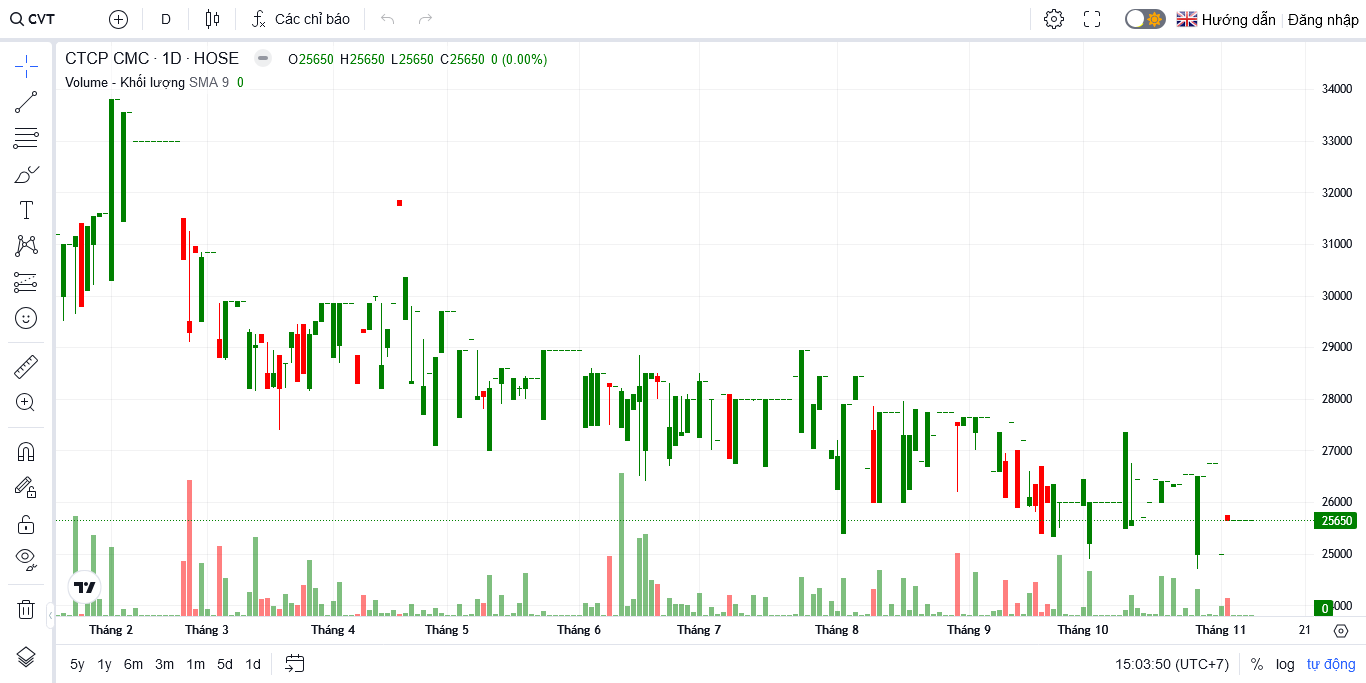 CVT D Các chỉ báo Hướng dẫn Đăng nhập
CTCP CMC · 1D · HOSE O25650 H25650 L25650 C25650 0 (0.00%)
Volume - Khối lượng SMA 9 0
34000
33000
32000
31000
30000
29000
28000
27000
26000
25650
25000
0
Tháng 2 Tháng 3 Tháng 4 Tháng 5 Tháng 6 Tháng 7 Tháng 8 Tháng 9 Tháng 10 Tháng 11 21
5y 1y 6m 3m 1m 5d 1d 15:03:50 (UTC+7) % log tự động